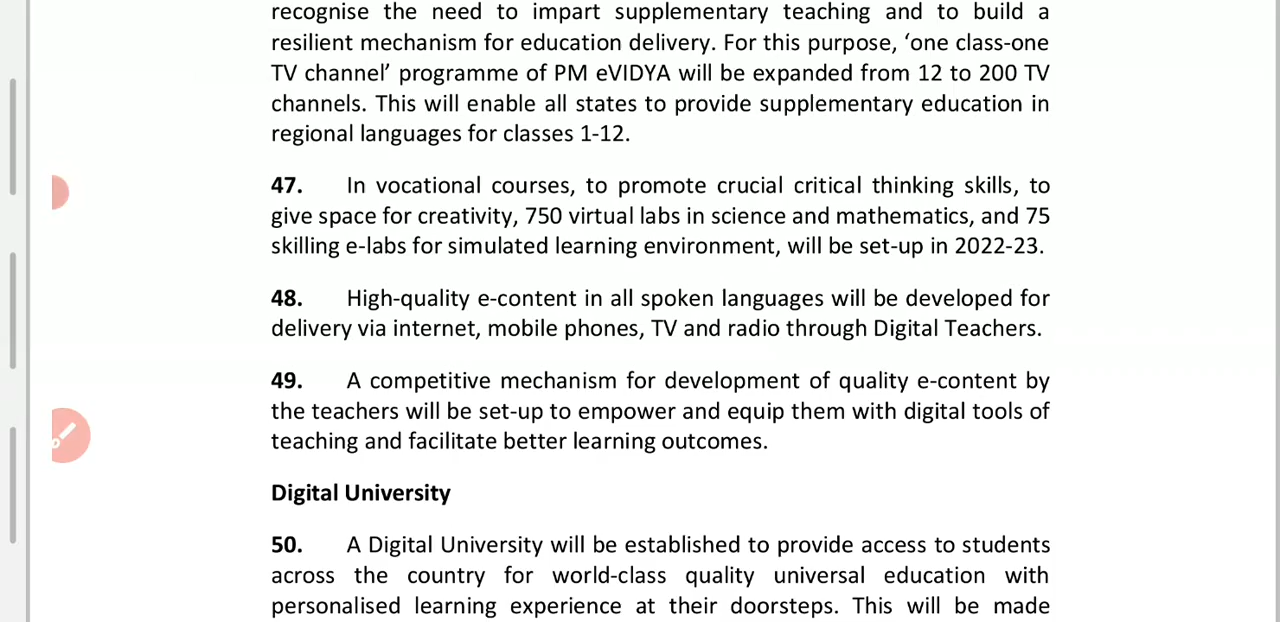 recognise the need to impart supplementary teaching and to build a
resilient mechanism for education delivery. For this purpose, ‘one class-one
TV channel’ programme of PM eVIDYA will be expanded from 12 to 200 TV
channels. This will enable all states to provide supplementary education in
regional languages for classes 1-12.
47. In vocational courses, to promote crucial critical thinking skills, to
give space for creativity, 750 virtual labs in science and mathematics, and 75
skilling e-labs for simulated learning environment, will be set-up in 2022-23.
48. High-quality e-content in all spoken languages will be developed for
delivery via internet, mobile phones, TV and radio through Digital Teachers.
49. A competitive mechanism for development of quality e-content by
the teachers will be set-up to empower and equip them with digital tools of
teaching and facilitate better learning outcomes.
Digital University
50. A Digital University will be established to provide access to students
across the country for world-class quality universal education with
personalised learning experience at their doorsteps. This will be made